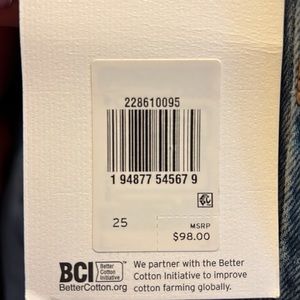 228610095
1 94877 54567 9
25
MSRP
$98.00
BCI Better Cotton Initiative™
BetterCotton.org
We partner with the Better
Cotton Initiative to improve
cotton farming globally.